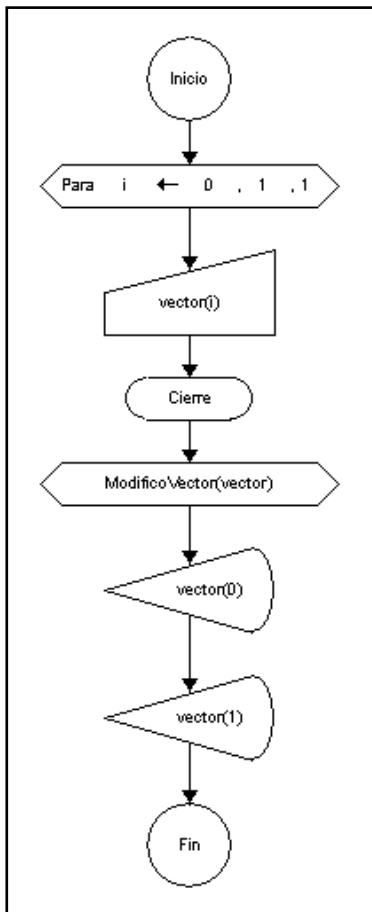 Inicio
Para i ← 0 , 1 , 1
vector(i)
Cierre
ModificoVector(vector)
vector(0)
vector(1)
Fin